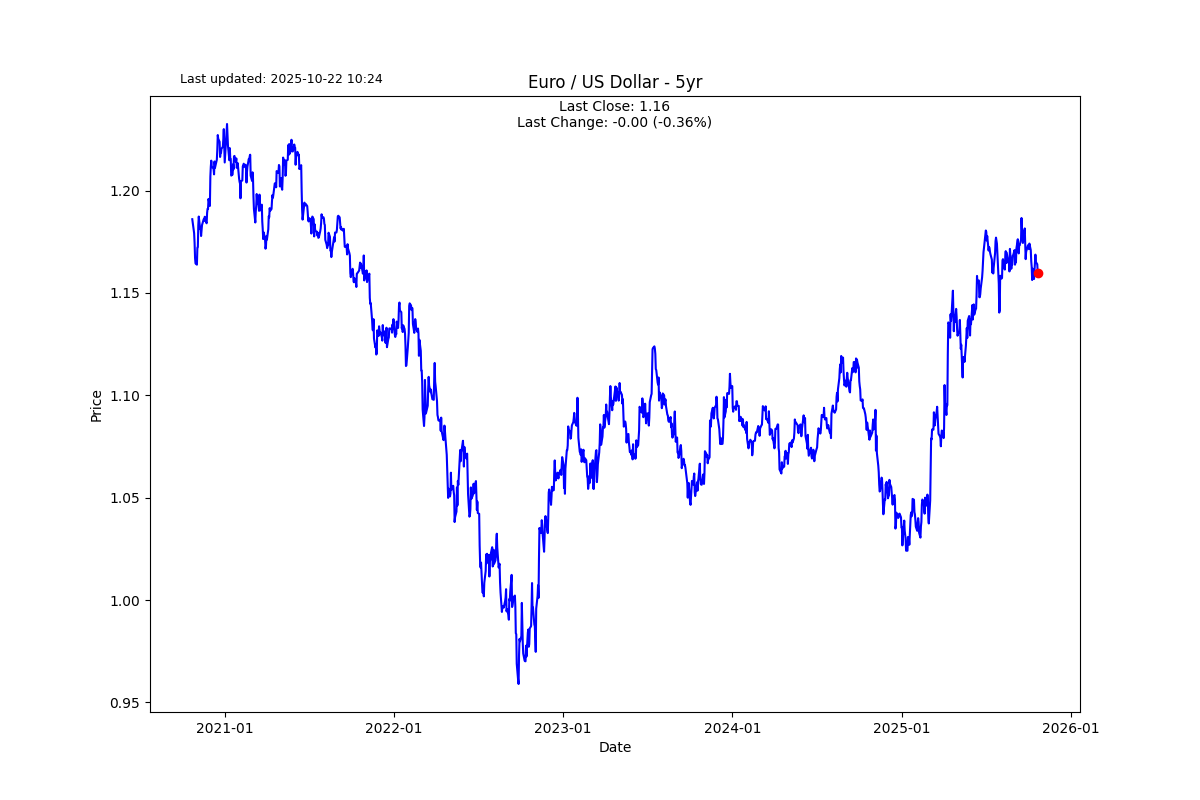 Last updated: 2025-10-22 10:24
Euro / US Dollar - 5yr
Last Close: 1.16
Last Change: -0.00 (-0.36%)
1.20
1.15
1.10
1.05
1.00
0.95
Price
2021-01
2022-01
2023-01
2024-01
2025-01
2026-01
Date